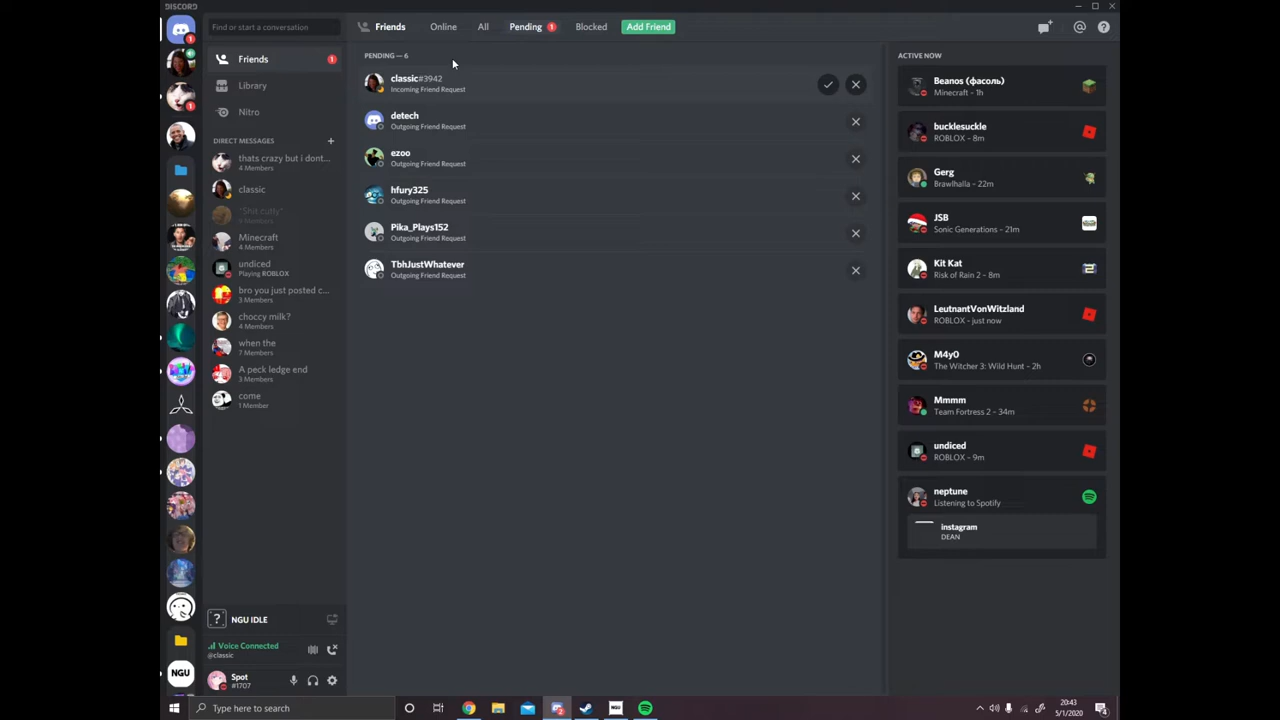 DISCORD
Find or start a conversation
Friends
Online
All
Pending
1
Blocked
Add Friend
1
Friends
1
Library
Nitro
1
DIRECT MESSAGES
thats crazy but i dont...
4 Members
classic
Minecraft
4 Members
undiced
Playing ROBLOX
bro you just posted c...
3 Members
choccy milk?
4 Members
when the
7 Members
A peck ledge end
3 Members
come
1 Member
?
NGU IDLE
Voice Connected
@classic
NGU
Spot
#1707
PENDING — 6
classic#3942
Incoming Friend Request
detech
Outgoing Friend Request
ezoo
Outgoing Friend Request
hfury325
Outgoing Friend Request
Pika_Plays152
Outgoing Friend Request
TbhJustWhatever
Outgoing Friend Request
ACTIVE NOW
Beanos (фасоль)
Minecraft - 1h
bucklesuckle
ROBLOX - 8m
Gerg
Brawlhalla - 22m
JSB
Sonic Generations - 21m
Kit Kat
Risk of Rain 2 - 8m
LeutnantVonWitzland
ROBLOX - just now
M4y0
The Witcher 3: Wild Hunt - 2h
Mmmm
Team Fortress 2 - 34m
undiced
ROBLOX - 9m
neptune
Listening to Spotify
instagram
DEAN
Type here to search
NGU
20:43
5/1/2020